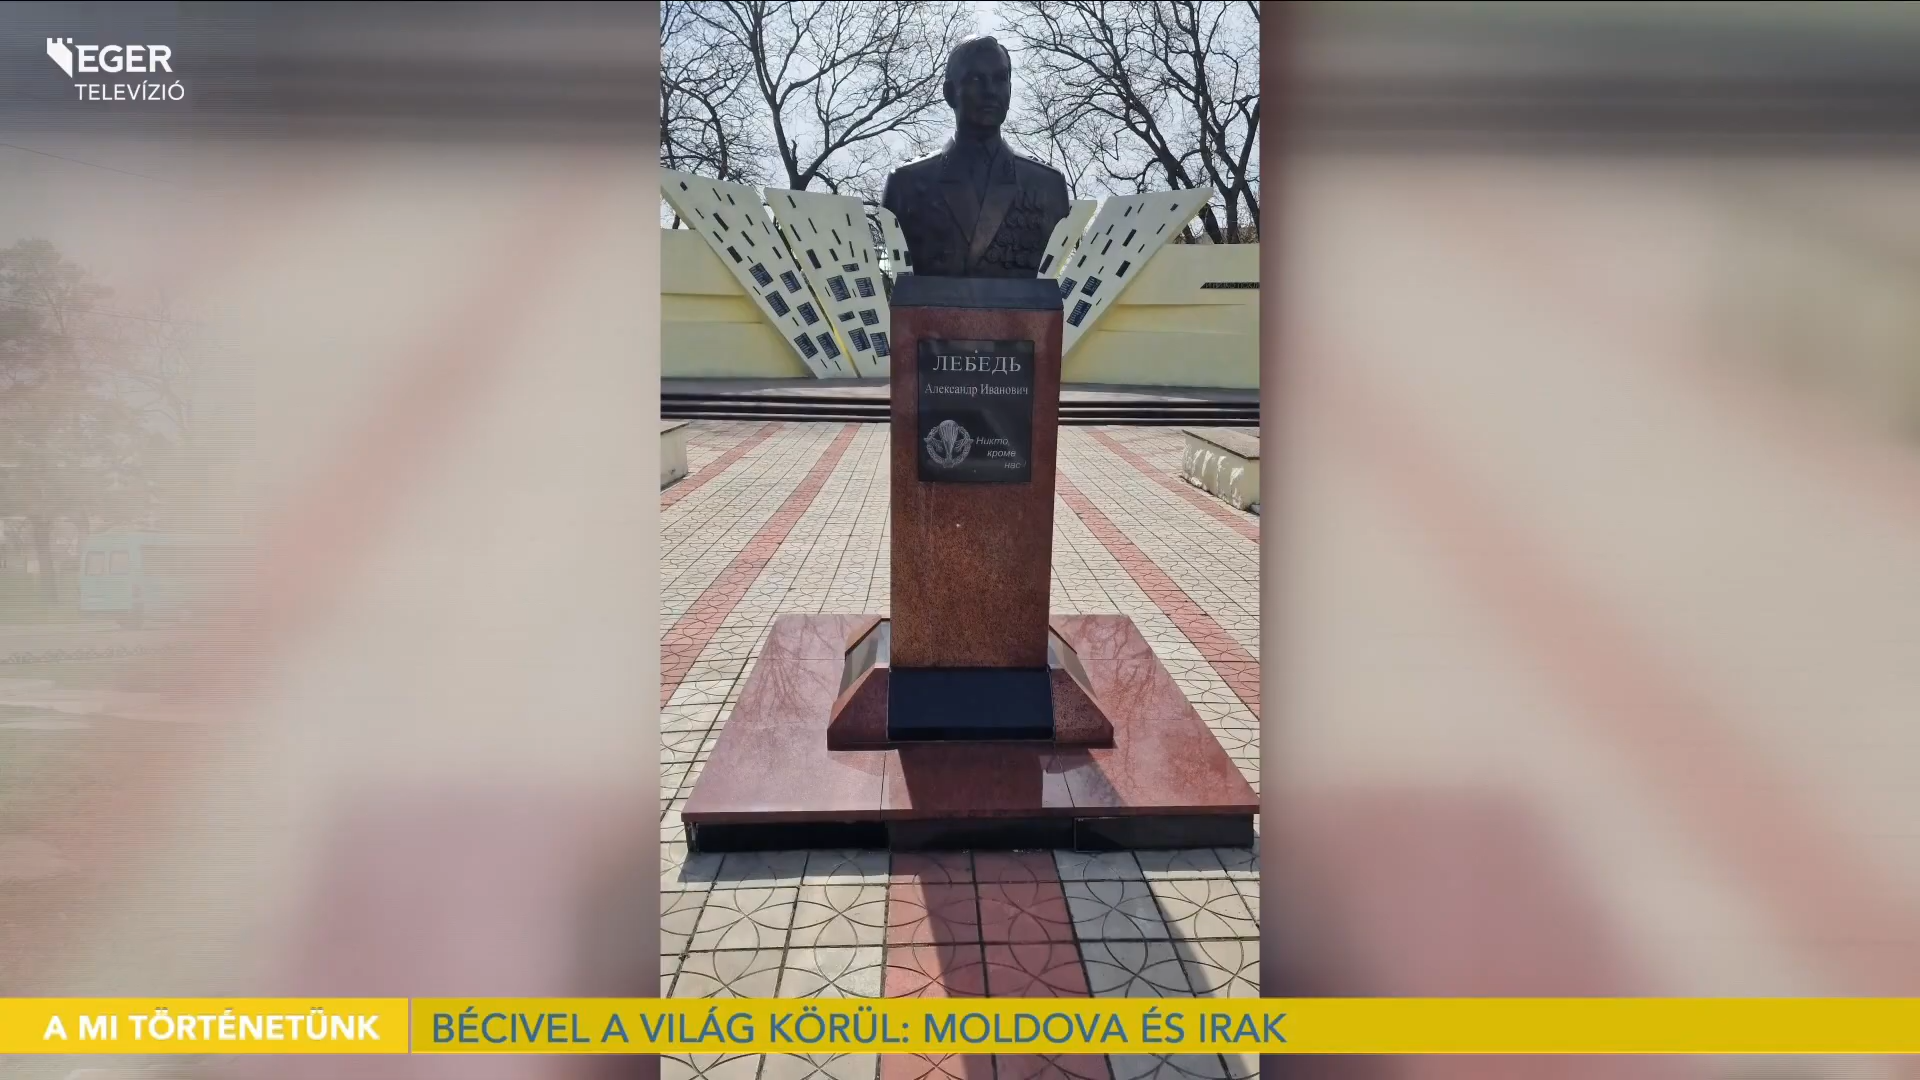 EGER
TELEVÍZIÓ
ЛЕБЕДЬ
Александр Иванович
Никто,
кроме
нас!
A MI TÖRTÉNETÜNK
BÉCIVEL A VILÁG KÖRÜL: MOLDOVA ÉS IRAK